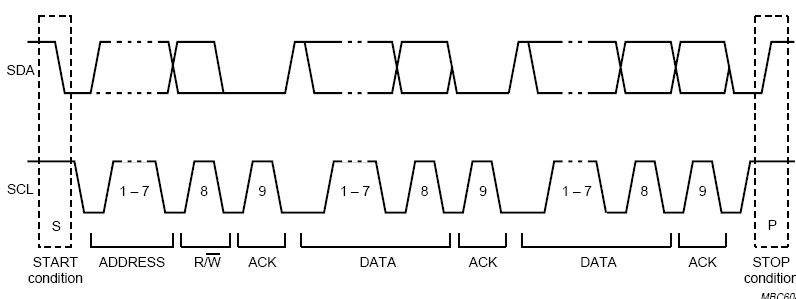 SDA
SCL
1 – 7
8
9
1 – 7
8
9
1 – 7
8
9
S
P
START condition
ADDRESS
R/W̅
ACK
DATA
ACK
DATA
ACK
STOP condition